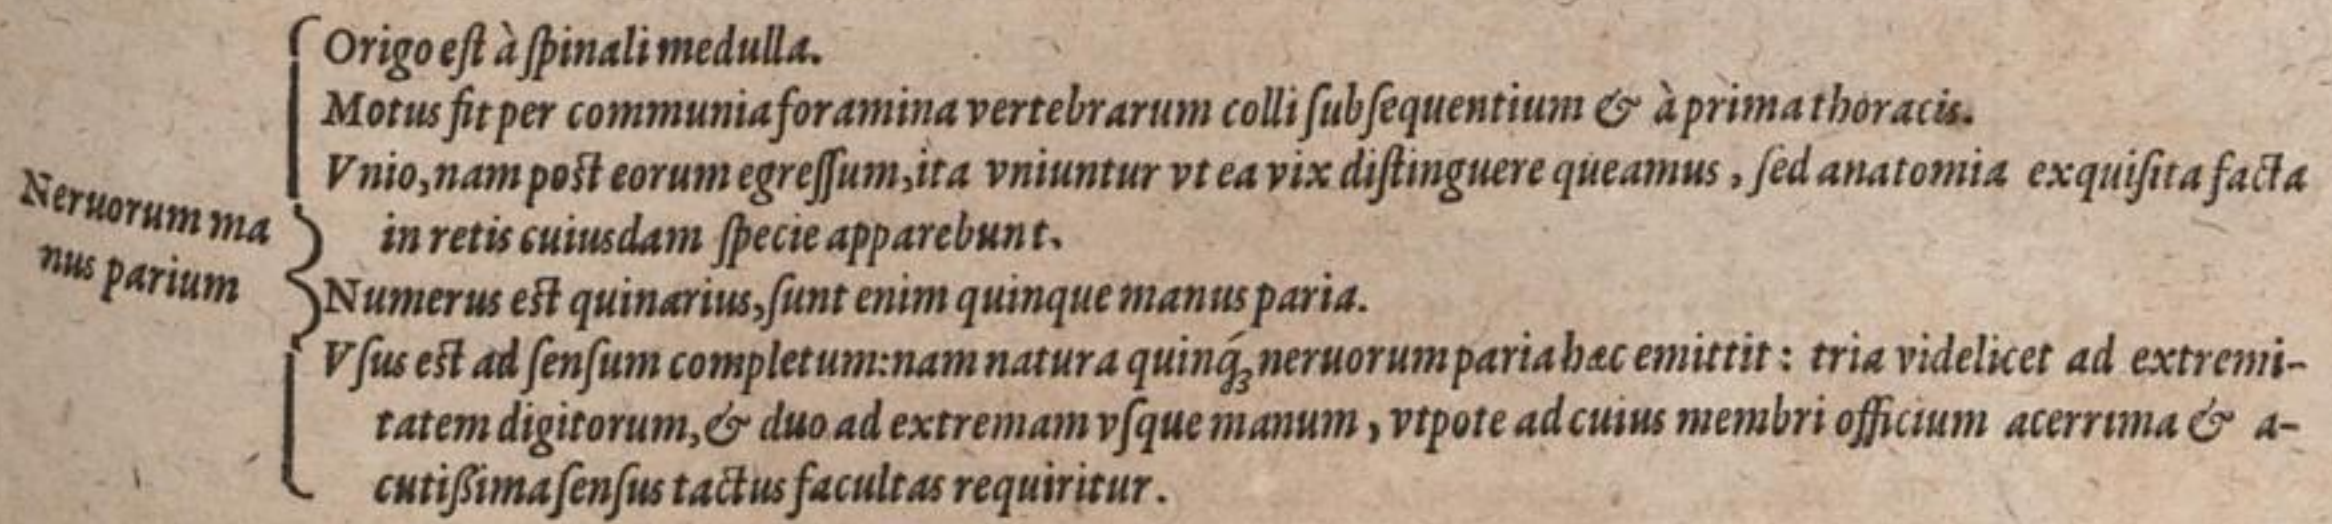 Neruorum ma
nus parium
Origo eſt à ſpinali medulla.
Motus fit per communia foramina vertebrarum colli ſubſequentium & à prima thoracis.
Vnio, nam poſt eorum egreſſum, ita vniuntur vt ea vix diſtinguere queamus, ſed anatomia exquiſita facta
in retis cuiusdam ſpecie apparebunt.
Numerus eſt quinarius, ſunt enim quinque manus paria.
Vſus eſt ad ſenſum completum: nam natura quinq́ꝫ neruorum paria hæc emittit: tria videlicet ad extremi-
tatem digitorum, & duo ad extremam vſque manum, vtpote ad cuius membri officium acerrima & a-
cutiſsima ſenſus tactus facultas requiritur.